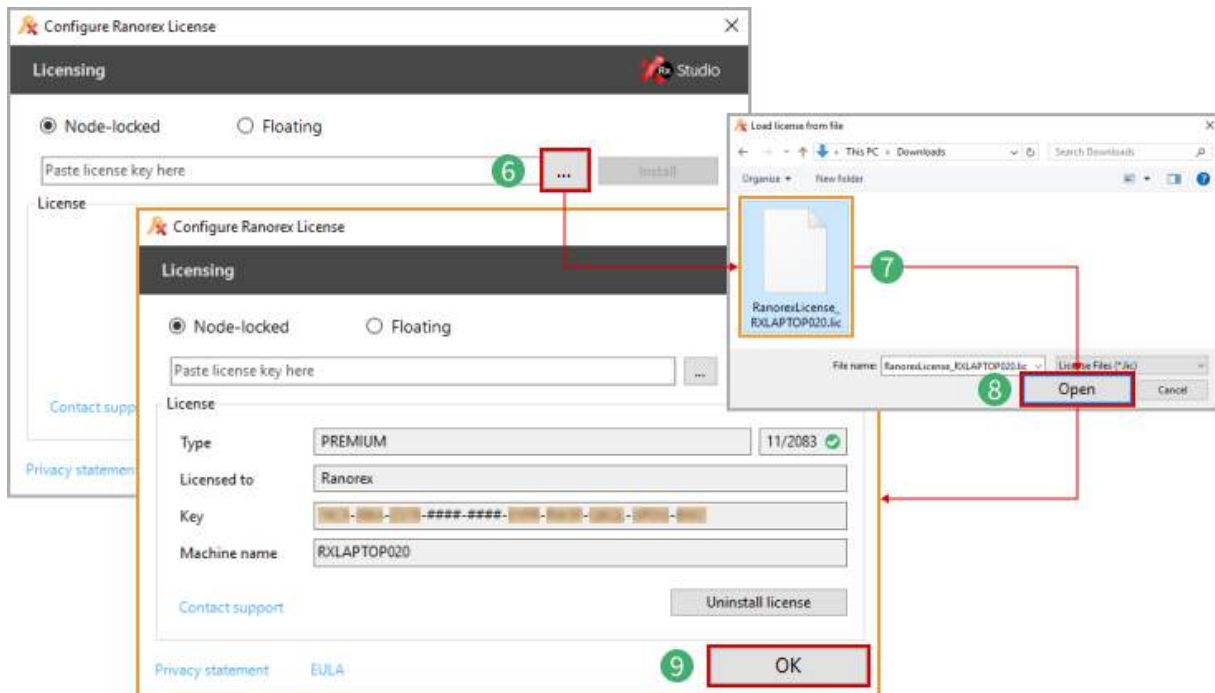 Configure Ranorex License
Licensing
Rx Studio
Node-locked Floating
Paste license key here
6
...
Install
License
Contact supp
Privacy statemen
Load license from file
This PC Downloads
Search Downloads
Organize New folder
RanorexLicense_
RXLAPTOP020.lic
7
File name: RanorexLicense_RXLAPTOP020.lic
License Files (*.lic)
8
Open
Cancel
Configure Ranorex License
Licensing
Node-locked Floating
Paste license key here
...
License
Type PREMIUM 11/2083
Licensed to Ranorex
Key -####-####-
Machine name RXLAPTOP020
Contact support
Uninstall license
Privacy statement EULA
9
OK